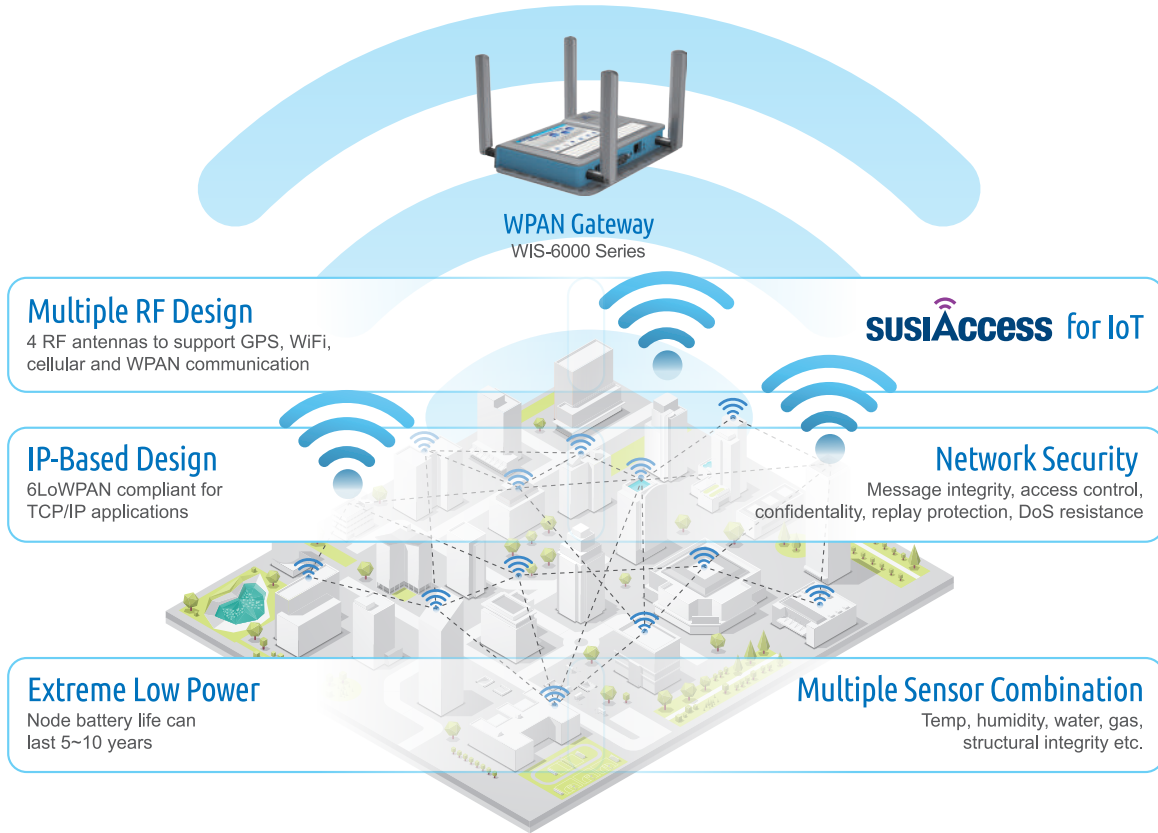 WPAN Gateway
WIS-6000 Series
Multiple RF Design
4 RF antennas to support GPS, WiFi,
cellular and WPAN communication
SUSIAccess for IoT
IP-Based Design
6LoWPAN compliant for
TCP/IP applications
Network Security
Message integrity, access control,
confidentality, replay protection, DoS resistance
Extreme Low Power
Node battery life can
last 5~10 years
Multiple Sensor Combination
Temp, humidity, water, gas,
structural integrity etc.